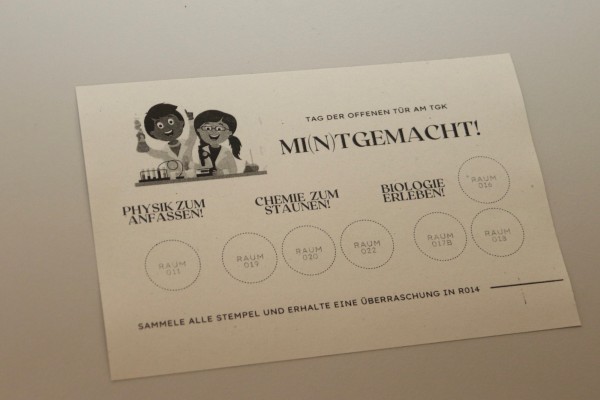 TAG DER OFFENEN TÜR AM TGK
MI(N)TGEMACHT!
PHYSIK ZUM
ANFASSEN!
RAUM
011
CHEMIE ZUM
STAUNEN!
RAUM
019
RAUM
020
RAUM
022
BIOLOGIE
ERLEBEN!
RAUM
016
RAUM
017B
RAUM
018
SAMMELE ALLE STEMPEL UND ERHALTE EINE ÜBERRASCHUNG IN R014